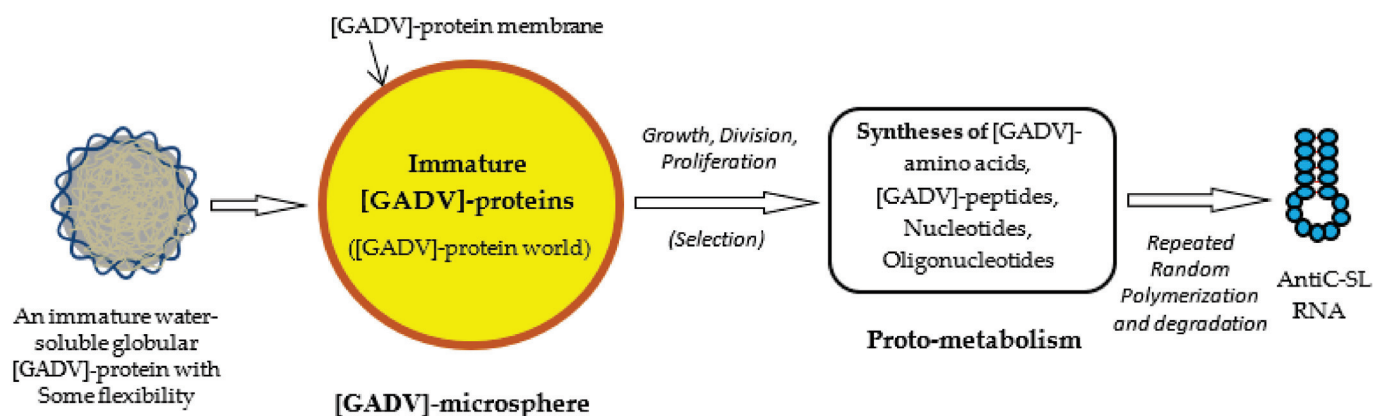 [GADV]-protein membrane
An immature water-
soluble globular
[GADV]-protein with
Some flexibility
Immature
[GADV]-proteins
([GADV]-protein world)
[GADV]-microsphere
Growth, Division,
Proliferation
(Selection)
Syntheses of [GADV]-
amino acids,
[GADV]-peptides,
Nucleotides,
Oligonucleotides
Proto-metabolism
Repeated
Random
Polymerization
and degradation
AntiC-SL
RNA